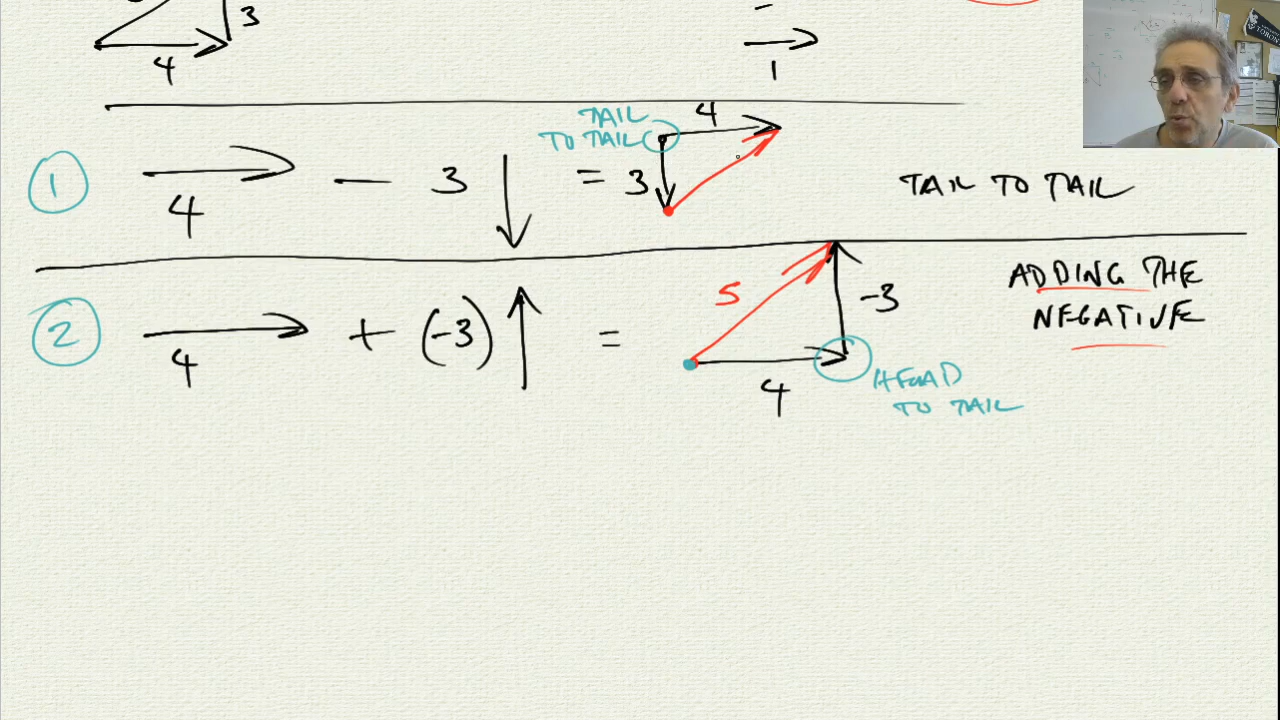 3
4
1
TAIL
TO TAIL
4
1
4
- 3
= 3
TAIL TO TAIL
2
4
+ (-3)
=
5
-3
4
HEAD
TO TAIL
ADDING THE
NEGATIVE